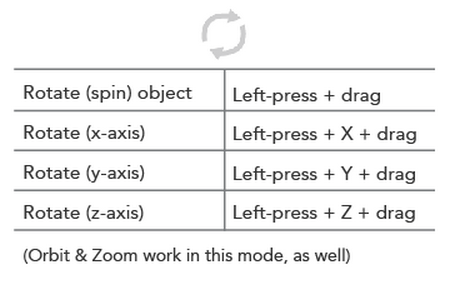 Rotate (spin) object Left-press + drag
Rotate (x-axis) Left-press + X + drag
Rotate (y-axis) Left-press + Y + drag
Rotate (z-axis) Left-press + Z + drag
(Orbit & Zoom work in this mode, as well)